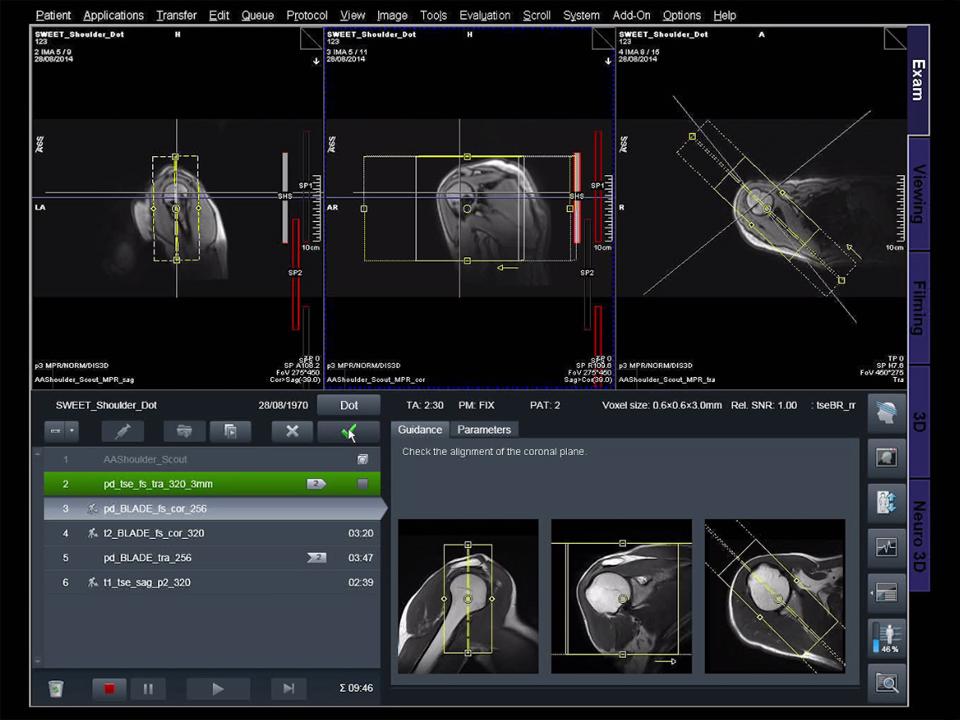 Patient Applications Transfer Edit Queue Protocol View Image Tools Evaluation Scroll System Add-On Options Help
SWEET_Shoulder_Dot H
123
2 IMA 5 / 9
28/08/2014
LA
SP1
SHS
SP2
10cm
p3 MPR/NORM/DIS3D
AAShoulder_Scout_MPR_sag
TP 0
SP A108.2
FoV 275*450
Cor>Sag(-39.0)
SWEET_Shoulder_Dot H
123
3 IMA 5 / 11
28/08/2014
AR
SP1
SHS
SP2
10cm
p3 MPR/NORM/DIS3D
AAShoulder_Scout_MPR_cor
TP 0
FoV 275*450
SWEET_Shoulder_Dot A
123
4 IMA 8 / 15
28/08/2014
R
10cm
p3 MPR/NORM/DIS3D
AAShoulder_Scout_MPR_tra
TP 0
SP H7.6
FoV 450*275
Tra
Exam
Viewing
Filming
3D
Neuro 3D
SWEET_Shoulder_Dot 28/08/1970 Dot
TA: 2:30 PM: FIX PAT: 2 Voxel size: 0.6×0.6×3.0mm Rel. SNR: 1.00 : tseBR_rr
Guidance Parameters
Check the alignment of the coronal plane.
1 AAShoulder_Scout
2 pd_tse_fs_tra_320_3mm 2
3 pd_BLADE_fs_cor_256
4 t2_BLADE_fs_cor_320 03:20
5 pd_BLADE_tra_256 2 03:47
6 t1_tse_sag_p2_320 02:39
Σ 09:46
46 %